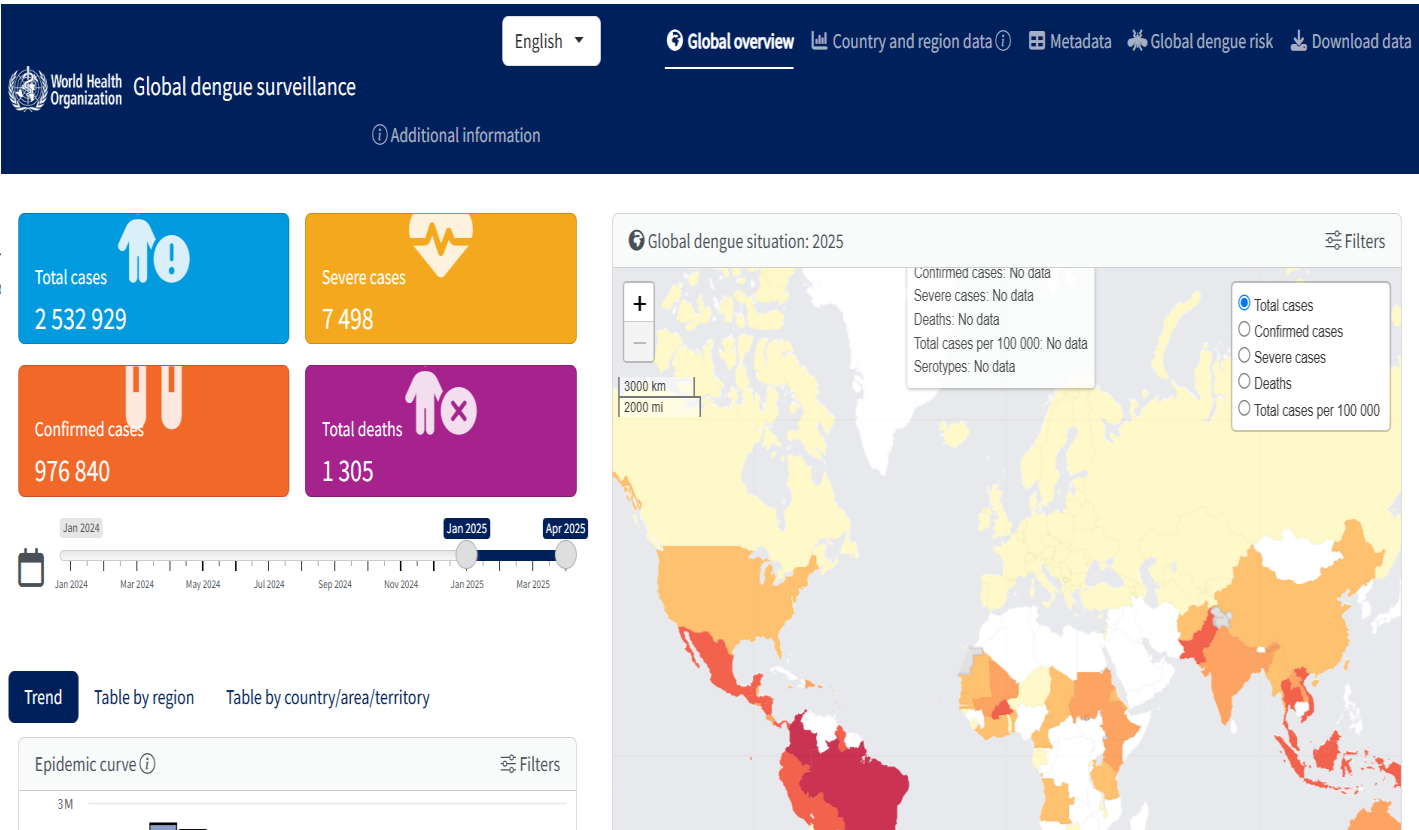 English
Global overview
Country and region data
Metadata
Global dengue risk
Download data
World Health
Organization
Global dengue surveillance
Additional information
Total cases
2 532 929
Severe cases
7 498
Confirmed cases
976 840
Total deaths
1 305
Jan 2024
Jan 2025
Apr 2025
Jan 2024
Mar 2024
May 2024
Jul 2024
Sep 2024
Nov 2024
Jan 2025
Mar 2025
Trend
Table by region
Table by country/area/territory
Epidemic curve
Filters
3M
Global dengue situation: 2025
Filters
+
−
3000 km
2000 mi
Confirmed cases: No data
Severe cases: No data
Deaths: No data
Total cases per 100 000: No data
Serotypes: No data
Total cases
Confirmed cases
Severe cases
Deaths
Total cases per 100 000